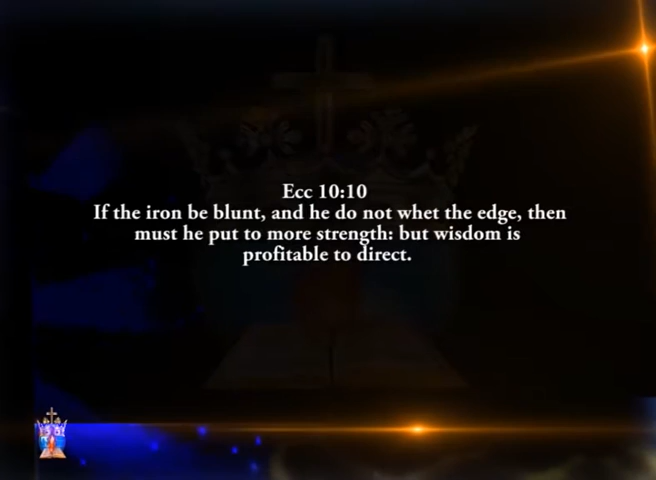 Ecc 10:10
If the iron be blunt, and he do not whet the edge, then
must he put to more strength: but wisdom is
profitable to direct.